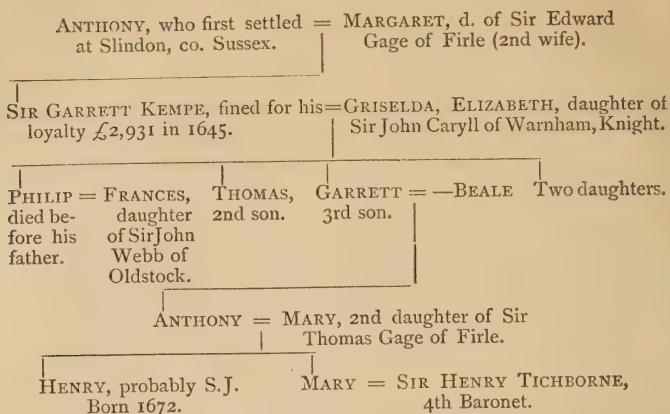 ANTHONY, who first settled = MARGARET, d. of Sir Edward
at Slindon, co. Sussex. Gage of Firle (2nd wife).
SIR GARRETT KEMPE, fined for his=GRISELDA, ELIZABETH, daughter of
loyalty £2,931 in 1645. Sir John Caryll of Warnham, Knight.
PHILIP = FRANCES, THOMAS, GARRETT = —BEALE Two daughters.
died be- daughter 2nd son. 3rd son.
fore his of Sir John
father. Webb of
Oldstock.
ANTHONY = MARY, 2nd daughter of Sir
Thomas Gage of Firle.
HENRY, probably S.J. MARY = SIR HENRY TICHBORNE,
Born 1672. 4th Baronet.